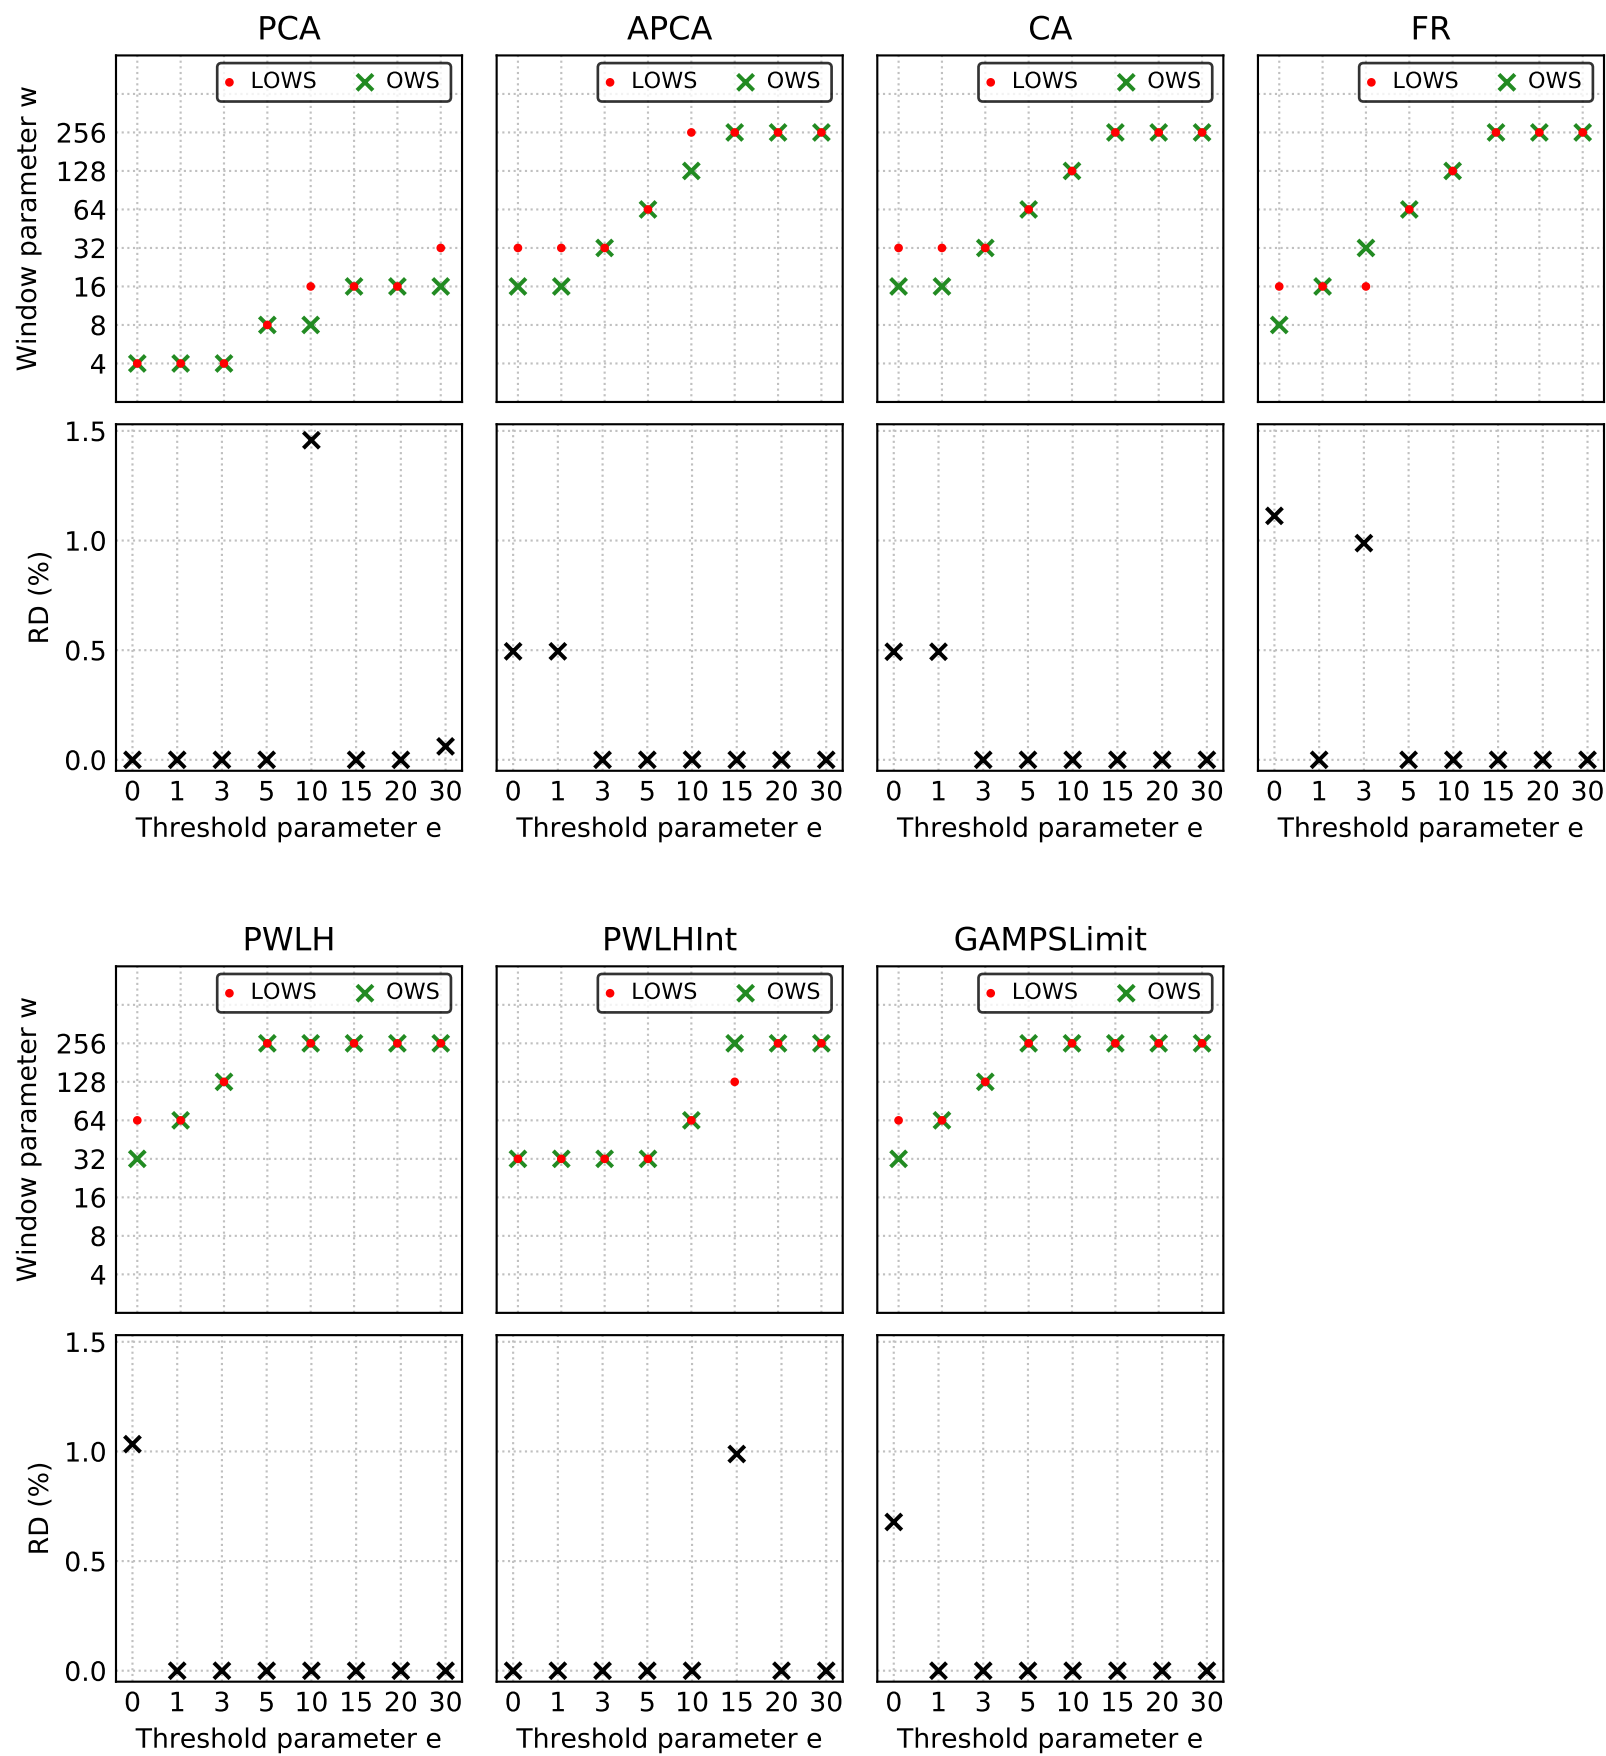 PCA APCA CA FR
LOWS OWS LOWS OWS LOWS OWS LOWS OWS
Window parameter w
256
128
64
32
16
8
4
RD (%)
1.5
1.0
0.5
0.0
0 1 3 5 10 15 20 30 0 1 3 5 10 15 20 30 0 1 3 5 10 15 20 30 0 1 3 5 10 15 20 30
Threshold parameter e Threshold parameter e Threshold parameter e Threshold parameter e
PWLH PWLHInt GAMPSLimit
LOWS OWS LOWS OWS LOWS OWS
Window parameter w
256
128
64
32
16
8
4
RD (%)
1.5
1.0
0.5
0.0
0 1 3 5 10 15 20 30 0 1 3 5 10 15 20 30 0 1 3 5 10 15 20 30
Threshold parameter e Threshold parameter e Threshold parameter e